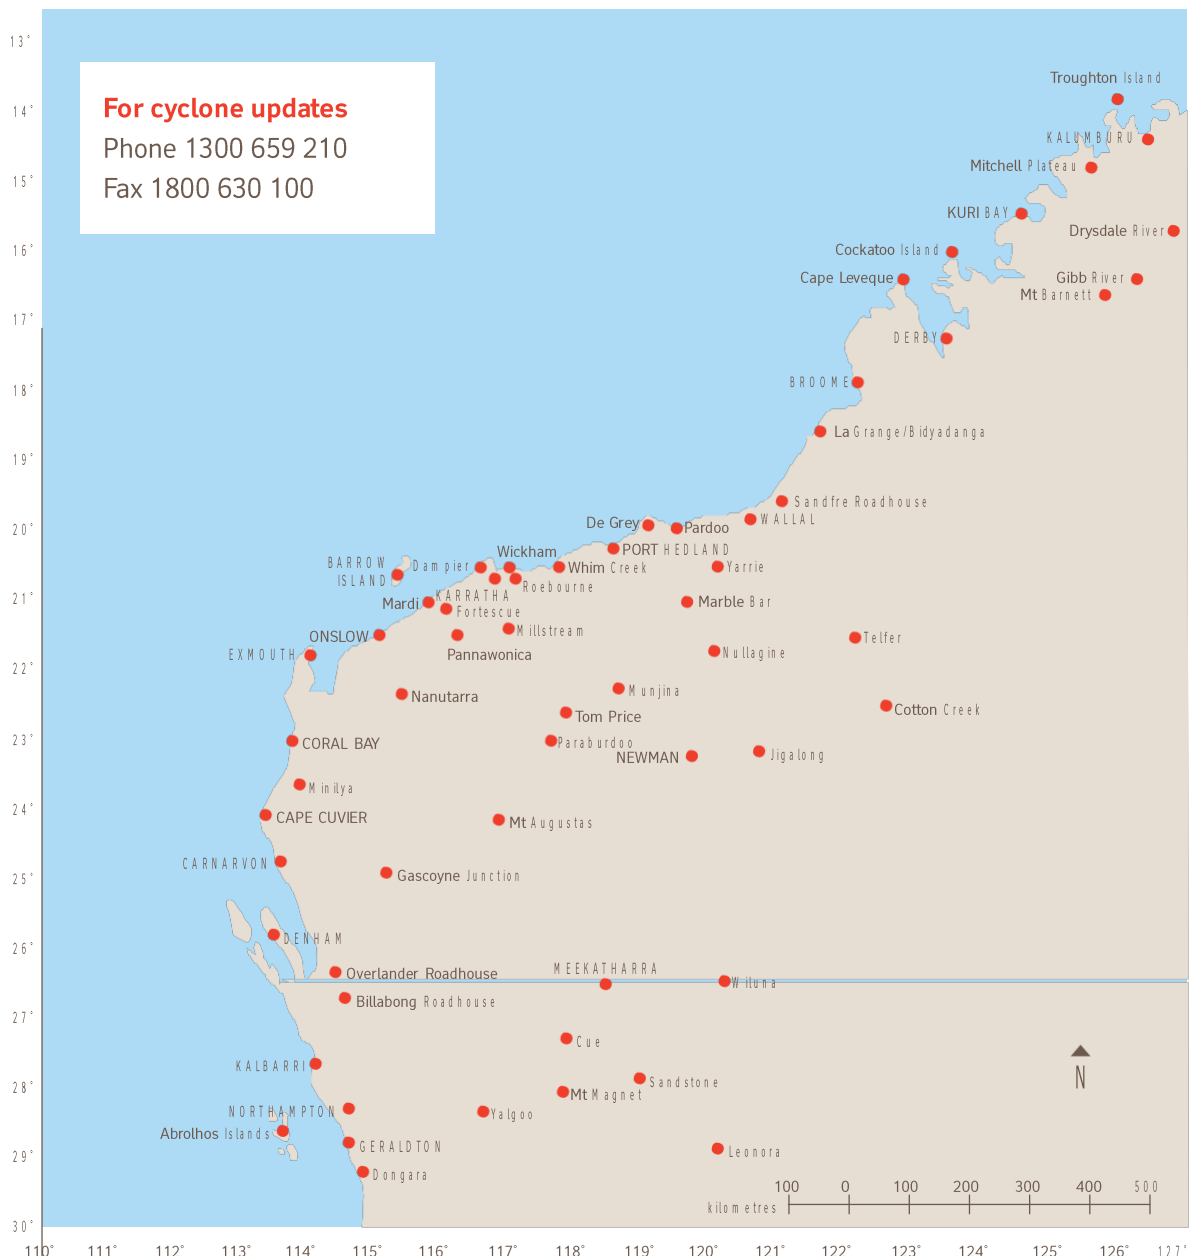 13°
For cyclone updates
Phone 1300 659 210
Fax 1800 630 100
Troughton Island
14°
KALUMBURU
Mitchell Plateau
15°
KURI BAY
Drysdale River
16°
Cockatoo Island
Cape Leveque
Gibb River
Mt Barnett
17°
DERBY
18°
BROOME
La Grange/Bidyadanga
19°
Sandfre Roadhouse
20°
De Grey
Pardoo
WALLAL
PORT HEDLAND
Wickham
BARROW
ISLAND
Dampier
Whim Creek
Yarrie
Roebourne
21°
KARRATHA
Mardi
Fortescue
Marble Bar
ONSLOW
Millstream
Telfer
22°
EXMOUTH
Pannawonica
Nullagine
Nanutarra
Munjina
Cotton Creek
Tom Price
23°
CORAL BAY
Paraburdoo
NEWMAN
Jigalong
Minilya
24°
CAPE CUVIER
Mt Augustas
CARNARVON
25°
Gascoyne Junction
26°
DENHAM
Overlander Roadhouse
MEEKATHARRA
Wiluna
Billabong Roadhouse
27°
Cue
KALBARRI
N
28°
Sandstone
Mt Magnet
NORTHAMPTON
Yalgoo
Abrolhos Islands
29°
GERALDTON
Leonora
Dongara
100 0 100 200 300 400 500
kilometres
30°
110° 111° 112° 113° 114° 115° 116° 117° 118° 119° 120° 121° 122° 123° 124° 125° 126° 127°